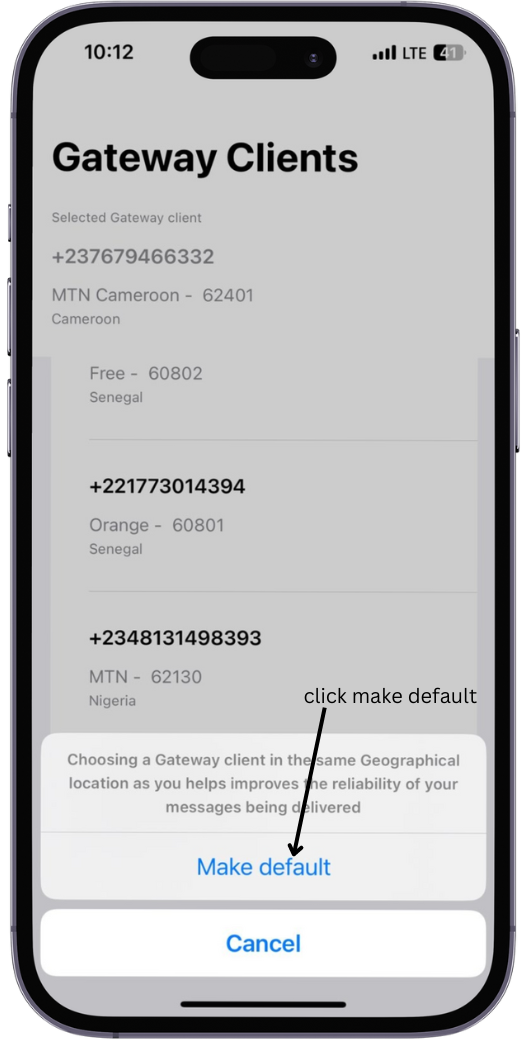 10:12
LTE 41
Gateway Clients
Selected Gateway client
+237679466332
MTN Cameroon - 62401
Cameroon
Free - 60802
Senegal
+221773014394
Orange - 60801
Senegal
+2348131498393
MTN - 62130
Nigeria
click make default
Choosing a Gateway client in the same Geographical
location as you helps improves the reliability of your
messages being delivered
Make default
Cancel